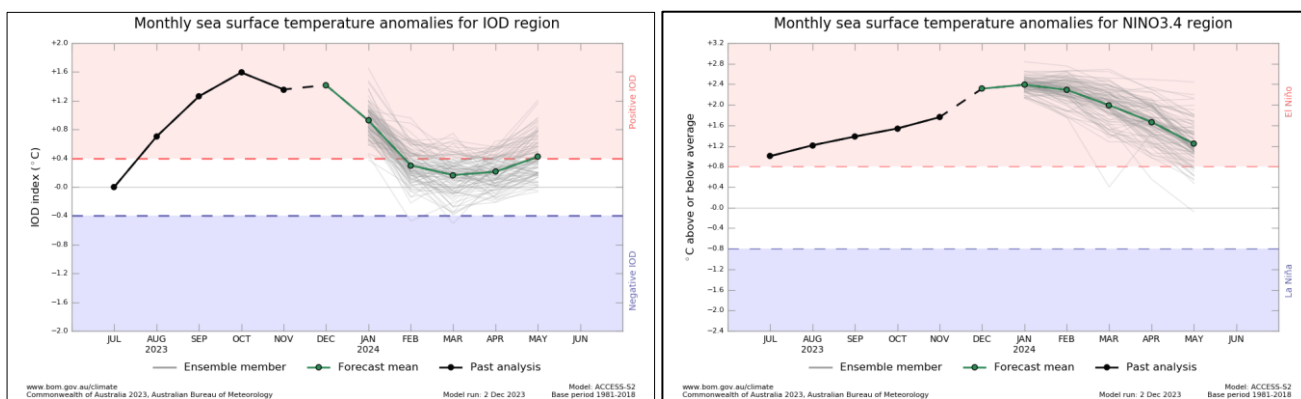 Monthly sea surface temperature anomalies for IOD region
+2.0
+1.6
+1.2
+0.8
+0.4
-0.0
−0.4
−0.8
−1.2
−1.6
−2.0
IOD index (°C)
Positive IOD
Negative IOD
JUL AUG SEP OCT NOV DEC JAN FEB MAR APR MAY JUN
2023 2024
Ensemble member Forecast mean Past analysis
www.bom.gov.au/climate Model: ACCESS-S2
Commonwealth of Australia 2023, Australian Bureau of Meteorology Model run: 2 Dec 2023 Base period 1981-2018
Monthly sea surface temperature anomalies for NINO3.4 region
+3.2
+2.8
+2.4
+2.0
+1.6
+1.2
+0.8
+0.4
-0.0
−0.4
−0.8
−1.2
−1.6
−2.0
−2.4
°C above or below average
El Niño
La Niña
JUL AUG SEP OCT NOV DEC JAN FEB MAR APR MAY JUN
2023 2024
Ensemble member Forecast mean Past analysis
www.bom.gov.au/climate Model: ACCESS-S2
Commonwealth of Australia 2023, Australian Bureau of Meteorology Model run: 2 Dec 2023 Base period 1981-2018